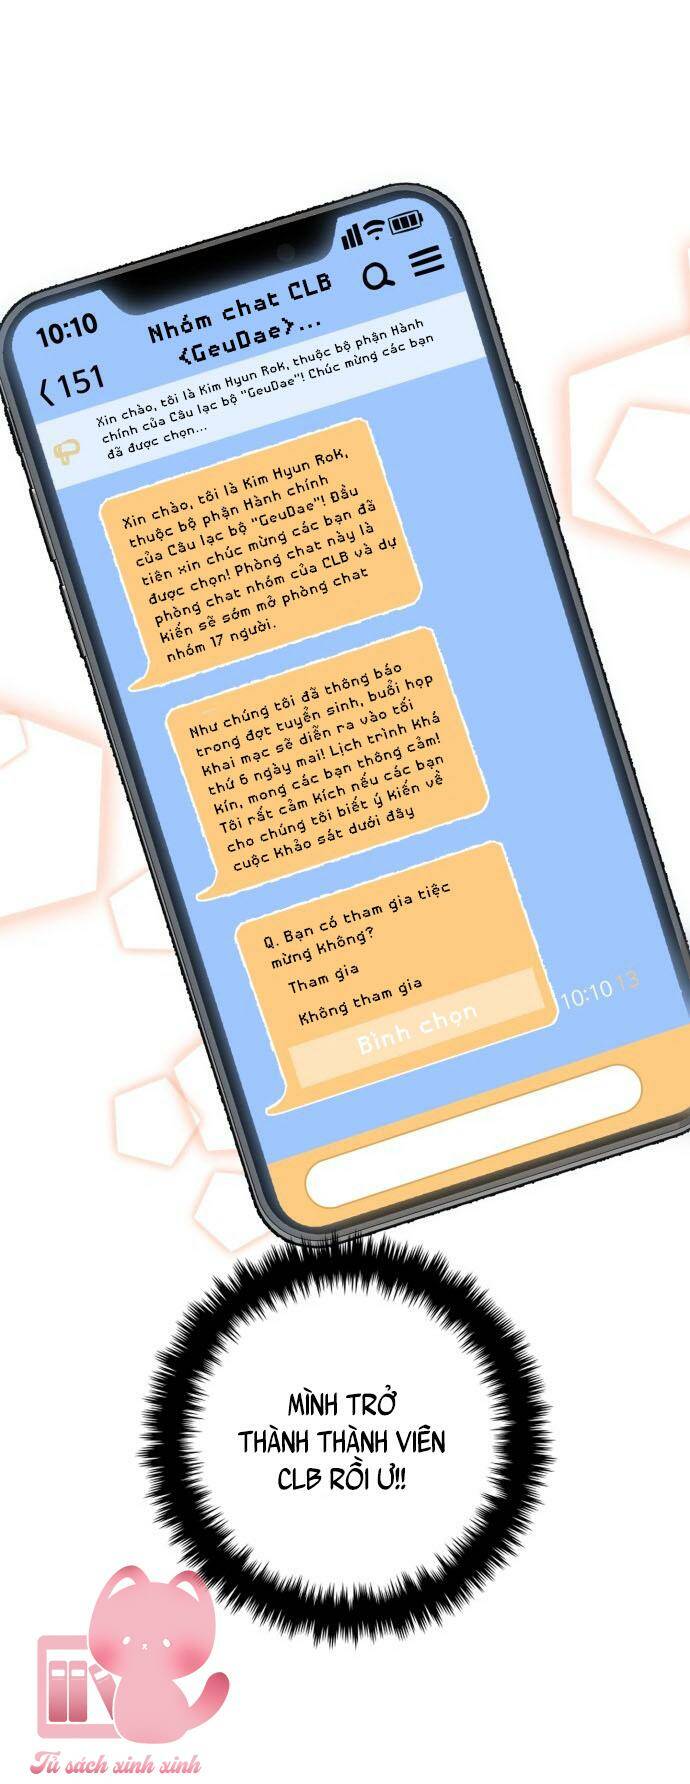 10:10
Nhóm chat CLB
<GeuDae>...
151
Xin chào, tôi là Kim Hyun Rok, thuộc bộ phận Hành
chính của Câu lạc bộ "GeuDae"! Chúc mừng các bạn
đã được chọn...
Xin chào, tôi là Kim Hyun Rok,
thuộc bộ phận Hành chính
của Câu lạc bộ "GeuDae"! Đầu
tiên xin chúc mừng các bạn đã
được chọn! Phòng chat này là
phòng chat nhóm của CLB và dự
kiến sẽ sớm mở phòng chat
nhóm 17 người.
Như chúng tôi đã thông báo
trong đợt tuyển sinh, buổi họp
khai mạc sẽ diễn ra vào tối
thứ 6 ngày mai! Lịch trình khá
kín, mong các bạn thông cảm!
Tôi rất cảm kích nếu các bạn
cho chúng tôi biết ý kiến về
cuộc khảo sát dưới đây
Q. Bạn có tham gia tiệc
mừng không?
Tham gia
Không tham gia
Bình chọn
10:10 13
MÌNH TRỞ
THÀNH THÀNH VIÊN
CLB RỒI Ư!!
Tủ sách xinh xinh